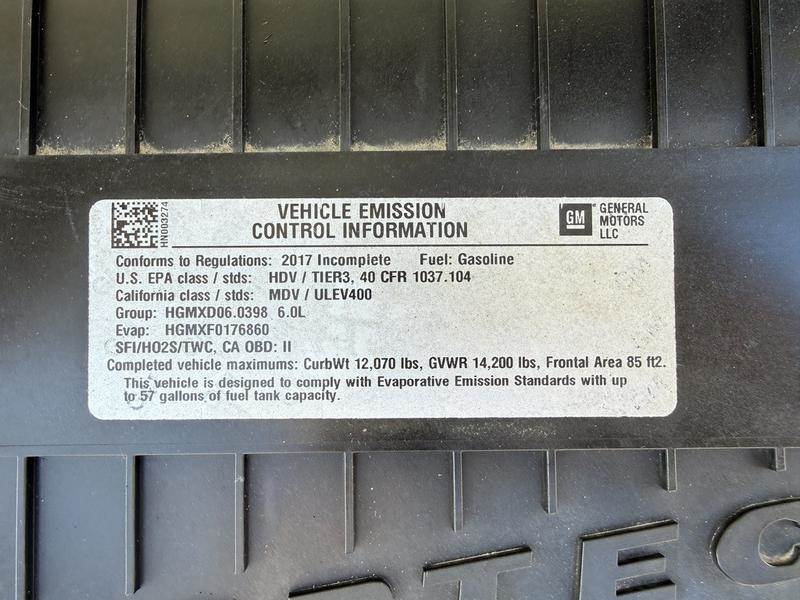 HN003274
VEHICLE EMISSION
CONTROL INFORMATION
GM
GENERAL
MOTORS
LLC
Conforms to Regulations: 2017 Incomplete Fuel: Gasoline
U.S. EPA class / stds: HDV / TIER3, 40 CFR 1037.104
California class / stds: MDV / ULEV400
Group: HGMXD06.0398 6.0L
Evap: HGMXF0176860
SFI/HO2S/TWC, CA OBD: II
Completed vehicle maximums: CurbWt 12,070 lbs, GVWR 14,200 lbs, Frontal Area 85 ft2.
This vehicle is designed to comply with Evaporative Emission Standards with up
to 57 gallons of fuel tank capacity.
RTEC